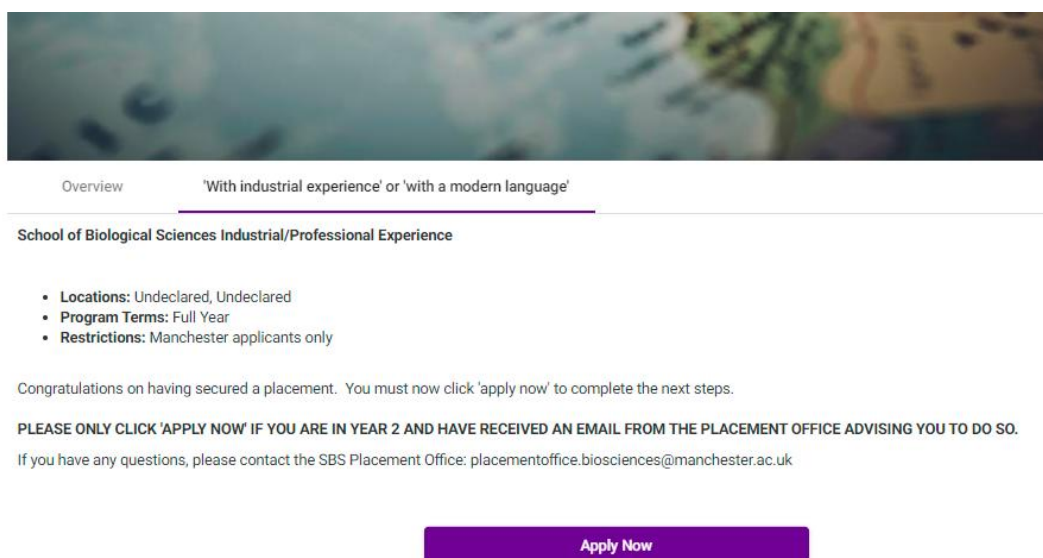 Overview
'With industrial experience' or 'with a modern language'
School of Biological Sciences Industrial/Professional Experience
• Locations: Undeclared, Undeclared
• Program Terms: Full Year
• Restrictions: Manchester applicants only
Congratulations on having secured a placement.  You must now click 'apply now' to complete the next steps.
PLEASE ONLY CLICK 'APPLY NOW' IF YOU ARE IN YEAR 2 AND HAVE RECEIVED AN EMAIL FROM THE PLACEMENT OFFICE ADVISING YOU TO DO SO.
If you have any questions, please contact the SBS Placement Office: placementoffice.biosciences@manchester.ac.uk
Apply Now